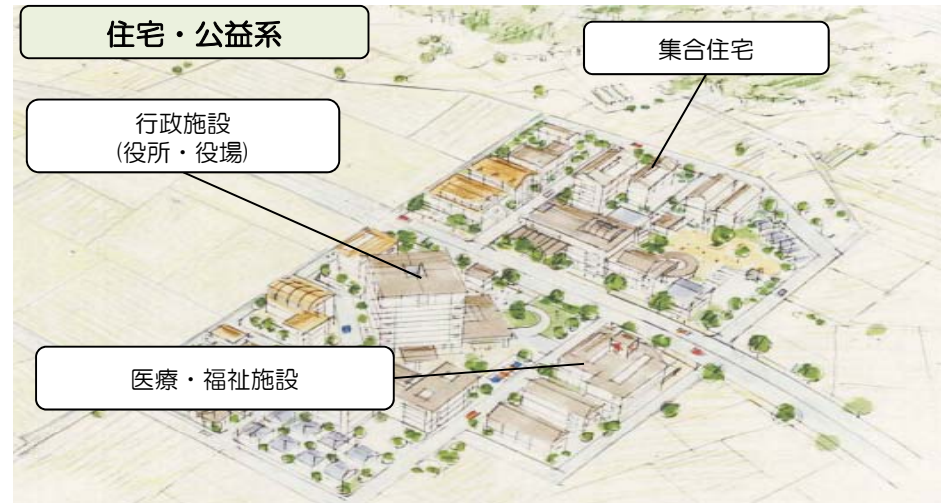 住宅・公益系
集合住宅
行政施設
(役所・役場)
医療・福祉施設